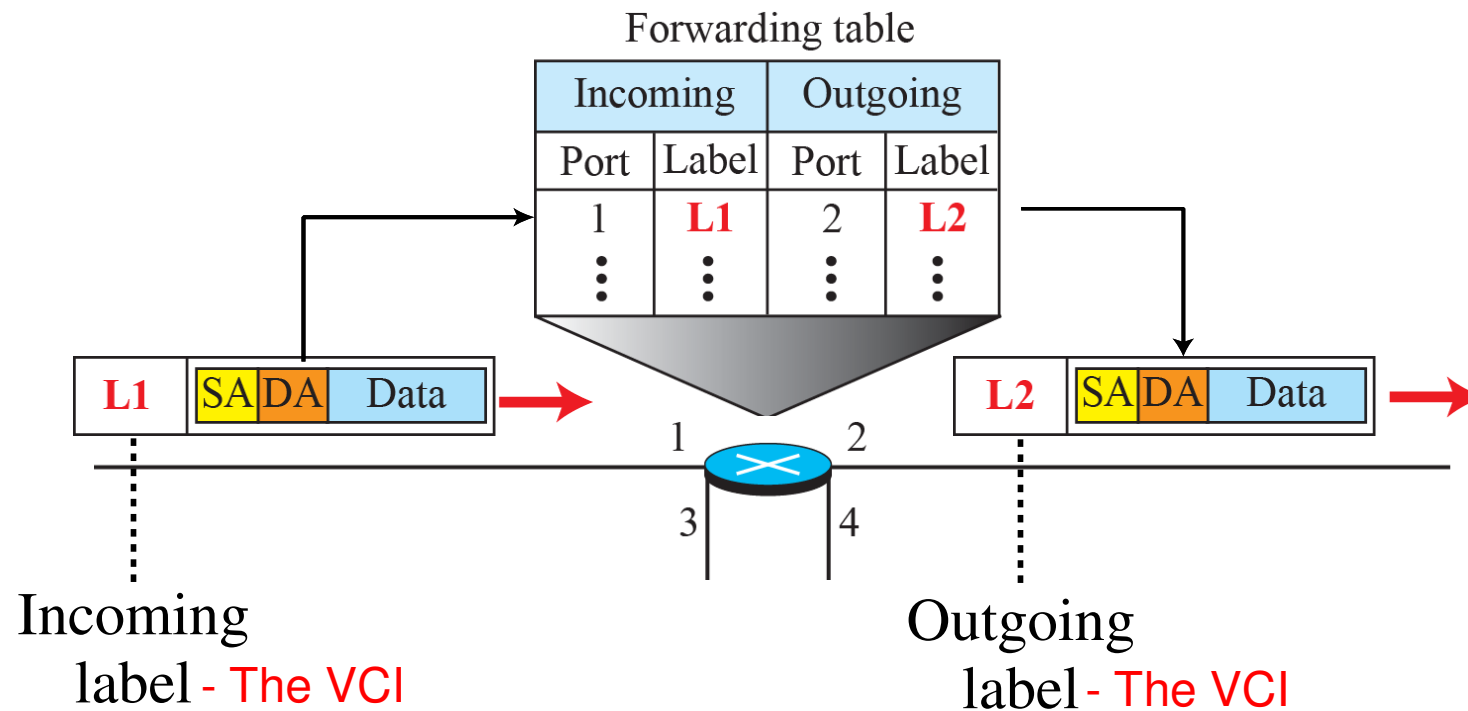 Forwarding table
Incoming Outgoing
Port Label Port Label
1 L1 2 L2
L1 SA DA Data
L2 SA DA Data
1 2
3 4
Incoming
label - The VCI
Outgoing
label - The VCI